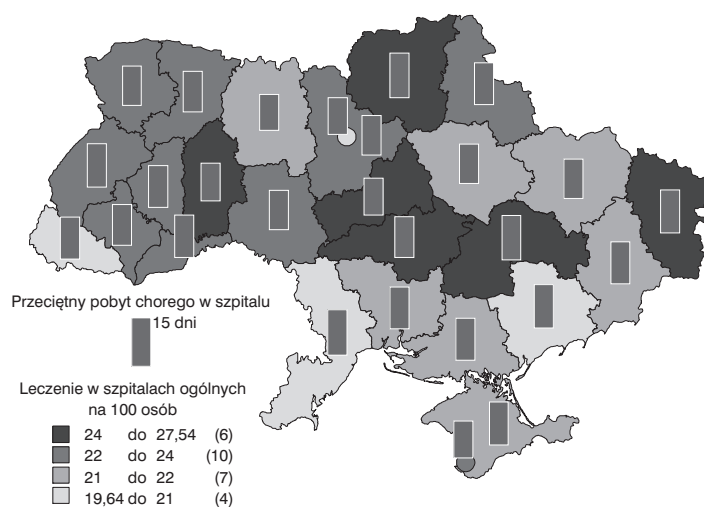 Przeciętny pobyt chorego w szpitalu
15 dni
Leczenie w szpitalach ogólnych
na 100 osób
24 do 27,54 (6)
22 do 24 (10)
21 do 22 (7)
19,64 do 21 (4)